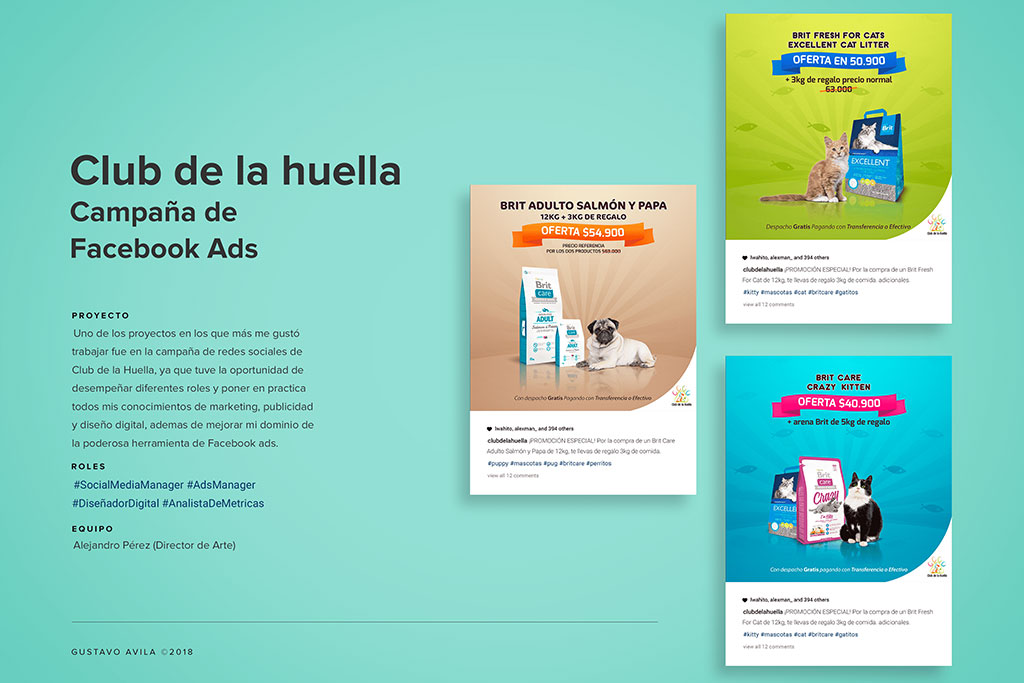 Club de la huella
Campaña de
Facebook Ads
PROYECTO
Uno de los proyectos en los que más me gustó
trabajar fue en la campaña de redes sociales de
Club de la Huella, ya que tuve la oportunidad de
desempeñar diferentes roles y poner en practica
todos mis conocimientos de marketing, publicidad
y diseño digital, ademas de mejorar mi dominio de
la poderosa herramienta de Facebook ads.
ROLES
#SocialMediaManager #AdsManager
#DiseñadorDigital #AnalistaDeMetricas
EQUIPO
Alejandro Pérez (Director de Arte)
GUSTAVO AVILA ©2018
BRIT ADULTO SALMÓN Y PAPA
12KG + 3KG DE REGALO
OFERTA $54.900
PRECIO REFERENCIA
POR LOS DOS PRODUCTOS $69.000
Brit
care
ADULT
Brit
care
ADULT
Con despacho Gratis Pagando con Transferencia o Efectivo
Club de la Huella
lwahito, alexman_ and 394 others
clubdelahuella ¡PROMOCIÓN ESPECIAL! Por la compra de un Brit Care
Adulto Salmón y Papa de 12kg, te llevas de regalo 3kg de comida.
#puppy #mascotas #pug #britcare #perritos
view all 12 comments
BRIT FRESH FOR CATS
EXCELLENT CAT LITTER
OFERTA EN 50.900
+ 3kg de regalo precio normal
63.000
Brit
EXCELLENT
Despacho Gratis Pagando con Transferencia o Efectivo
Club de la Huella
lwahito, alexman_ and 394 others
clubdelahuella ¡PROMOCIÓN ESPECIAL! Por la compra de un Brit Fresh
For Cat de 12kg, te llevas de regalo 3kg de comida. adicionales.
#kitty #mascotas #cat #britcare #gatitos
view all 12 comments
BRIT CARE
CRAZY KITTEN
OFERTA $40.900
+ arena Brit de 5kg de regalo
EXCELLENT
Brit
care
Crazy
Con despacho Gratis pagando con Transferencia o Efectivo
Club de la Huella
lwahito, alexman_ and 394 others
clubdelahuella ¡PROMOCIÓN ESPECIAL! Por la compra de un Brit Fresh
For Cat de 12kg, te llevas de regalo 3kg de comida. adicionales.
#kitty #mascotas #cat #britcare #gatitos
view all 12 comments